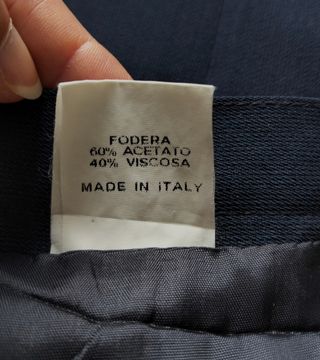 FODERA
60% ACETATO
40% VISCOSA
MADE IN ITALY